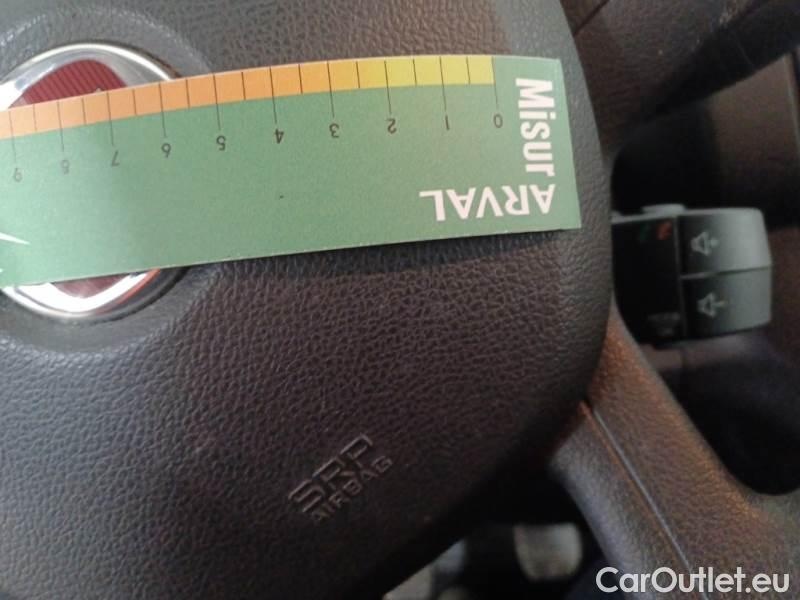 0 1 2 3 4 5 6 7 8 9
Misur
ARVAL
SRP
AIRBAG
CarOutlet.eu